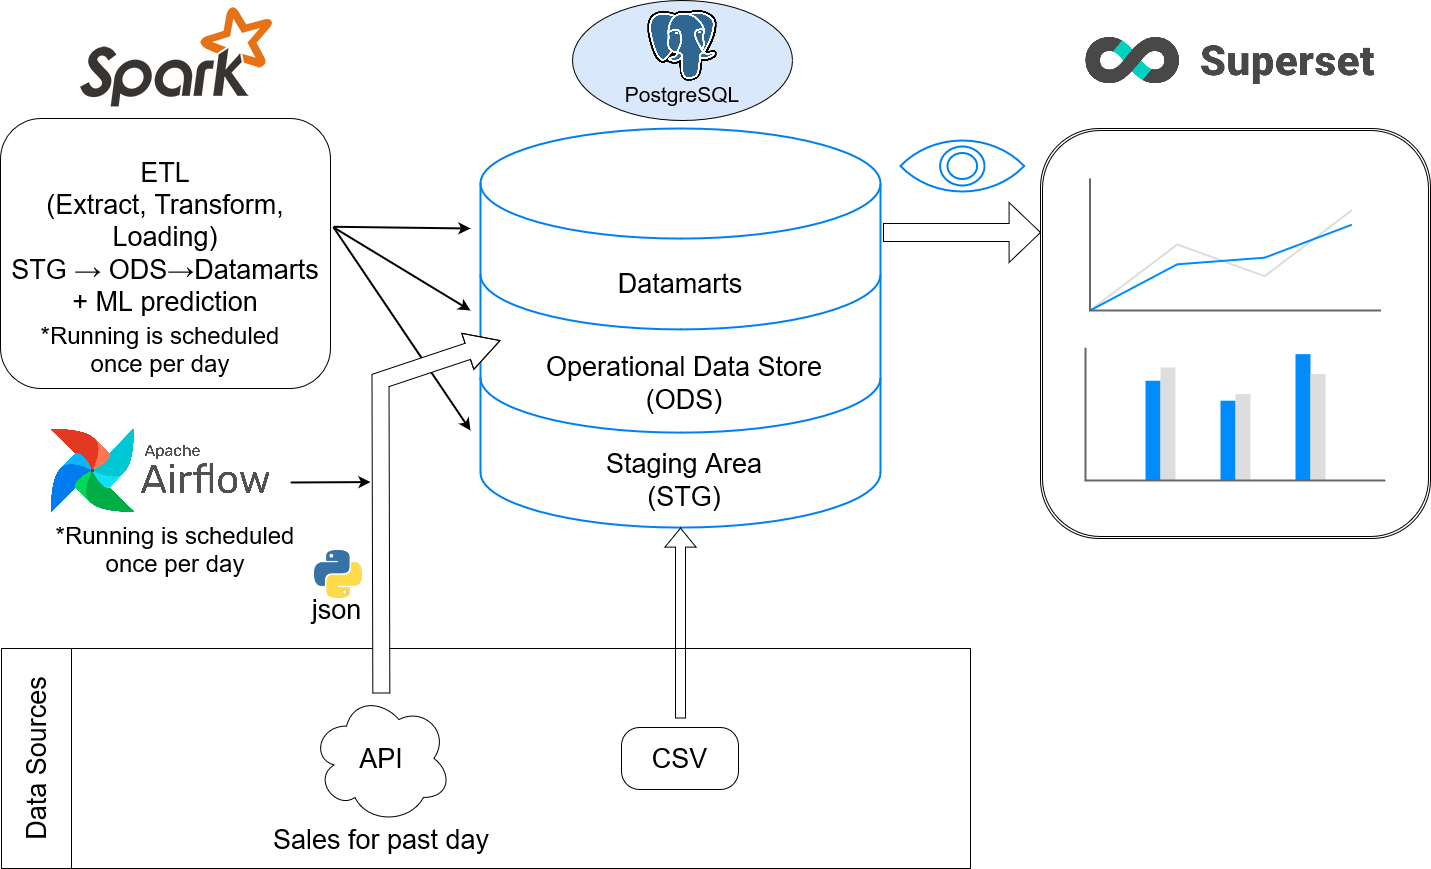 Spark
PostgreSQL
Superset
ETL
(Extract, Transform,
Loading)
STG → ODS→Datamarts
+ ML prediction
*Running is scheduled
once per day
Datamarts
Operational Data Store
(ODS)
Staging Area
(STG)
Apache
Airflow
*Running is scheduled
once per day
json
Data Sources
API
Sales for past day
CSV